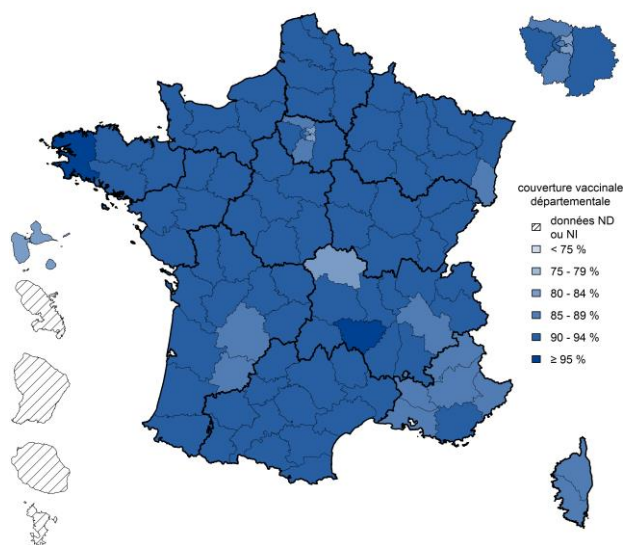 couverture vaccinale
départementale
données ND
ou NI
< 75 %
75 - 79 %
80 - 84 %
85 - 89 %
90 - 94 %
≥ 95 %